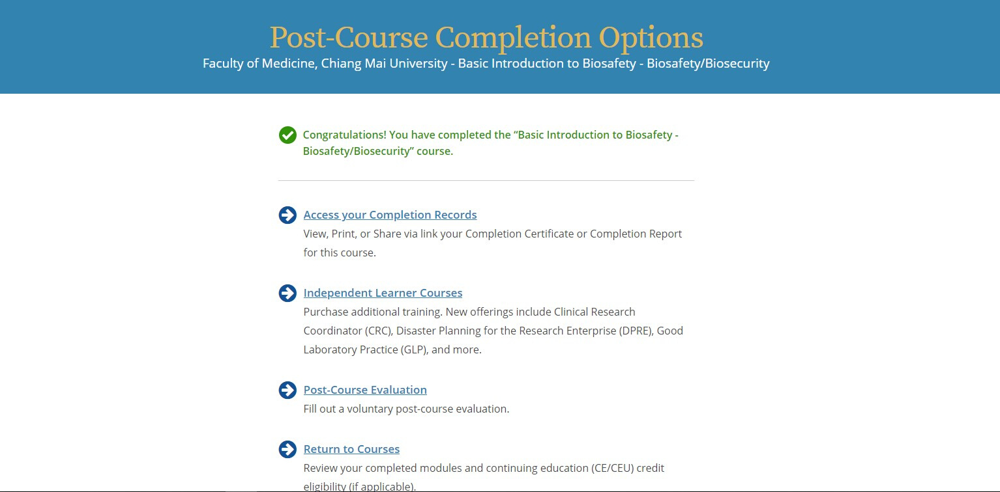 Post-Course Completion Options
Faculty of Medicine, Chiang Mai University - Basic Introduction to Biosafety - Biosafety/Biosecurity
Congratulations! You have completed the “Basic Introduction to Biosafety -
Biosafety/Biosecurity” course.
Access your Completion Records
View, Print, or Share via link your Completion Certificate or Completion Report
for this course.
Independent Learner Courses
Purchase additional training. New offerings include Clinical Research
Coordinator (CRC), Disaster Planning for the Research Enterprise (DPRE), Good
Laboratory Practice (GLP), and more.
Post-Course Evaluation
Fill out a voluntary post-course evaluation.
Return to Courses
Review your completed modules and continuing education (CE/CEU) credit
eligibility (if applicable).